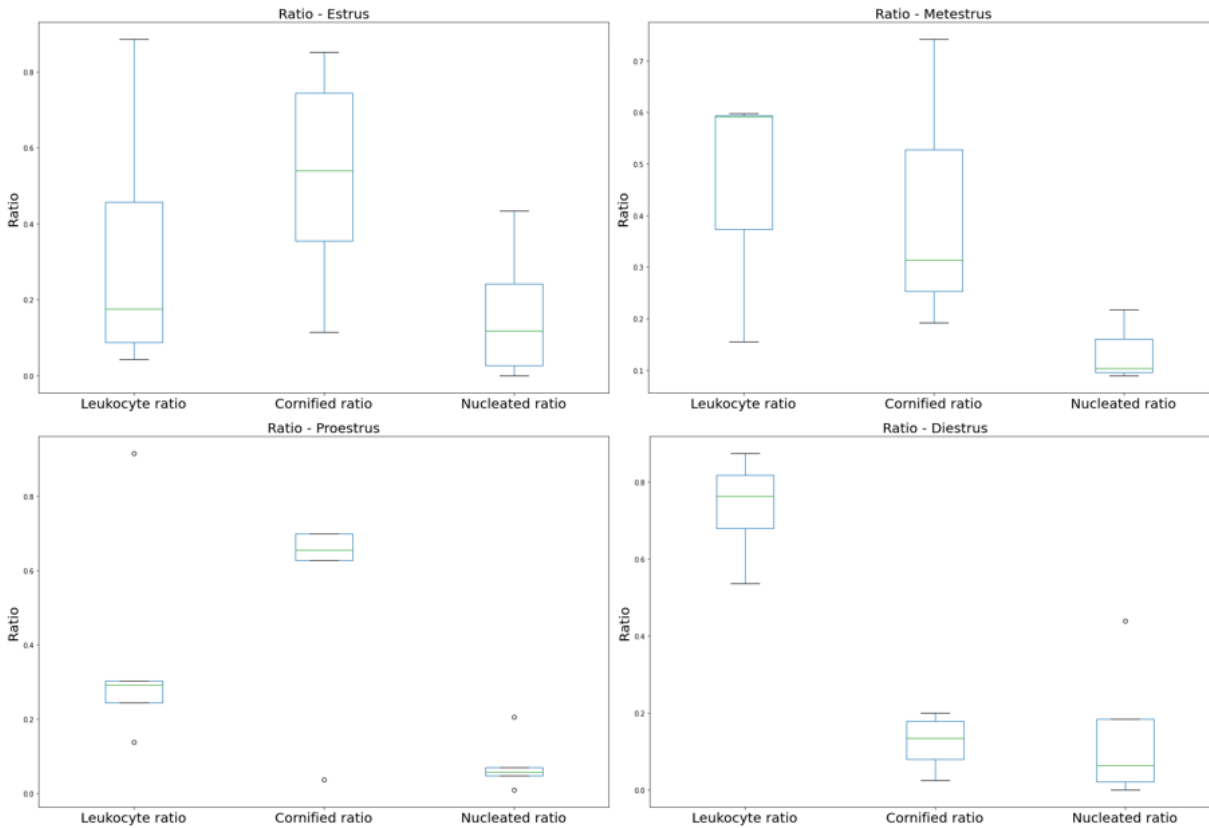 Ratio - Estrus
Ratio
0.8
0.6
0.4
0.2
0.0
Leukocyte ratio Cornified ratio Nucleated ratio
Ratio - Metestrus
Ratio
0.7
0.6
0.5
0.4
0.3
0.2
0.1
Leukocyte ratio Cornified ratio Nucleated ratio
Ratio - Proestrus
Ratio
0.8
0.6
0.4
0.2
0.0
Leukocyte ratio Cornified ratio Nucleated ratio
Ratio - Diestrus
Ratio
0.8
0.6
0.4
0.2
0.0
Leukocyte ratio Cornified ratio Nucleated ratio